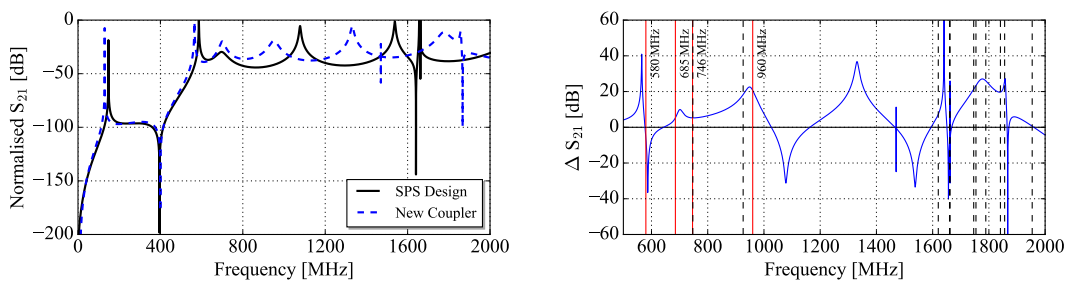 Normalised S21 [dB]
0
−50
−100
−150
−200
0
400
800
1200
1600
2000
Frequency [MHz]
SPS Design
New Coupler
Δ S21 [dB]
60
40
20
0
−20
−40
−60
580 MHz
685 MHz
746 MHz
960 MHz
600
800
1000
1200
1400
1600
1800
2000
Frequency [MHz]